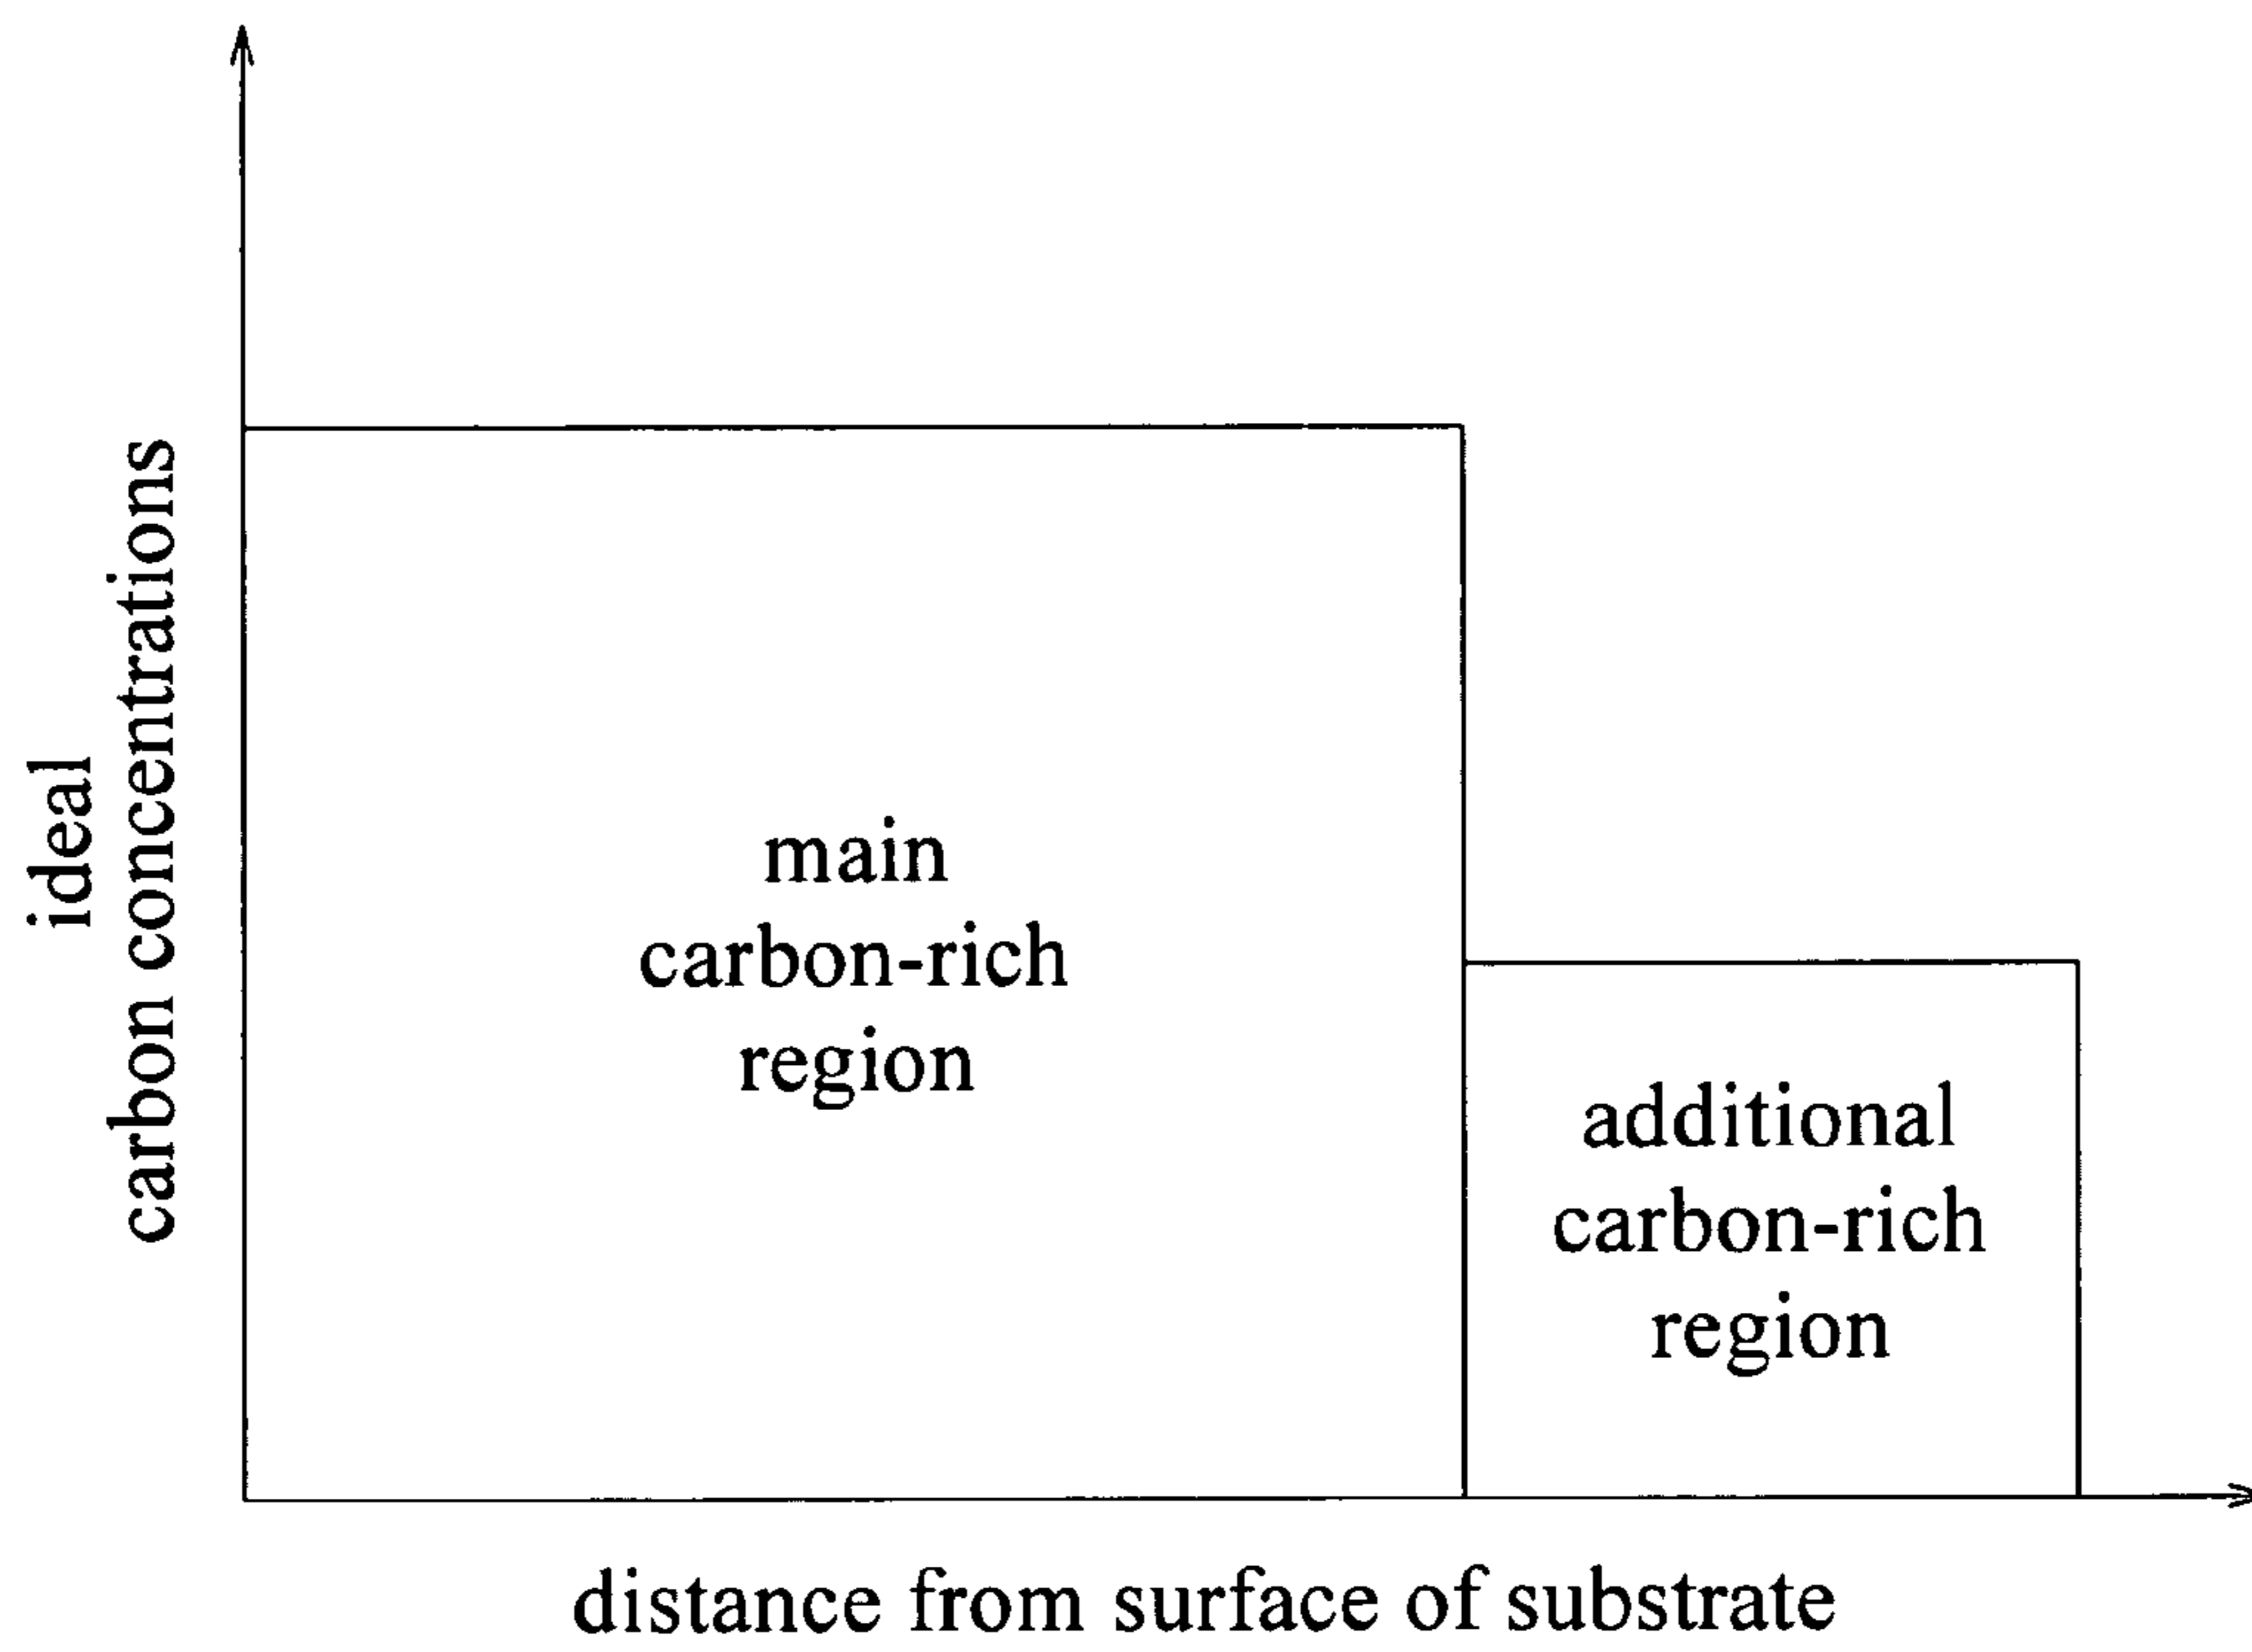 ideal
carbon concentrations
main
carbon-rich
region
additional
carbon-rich
region
distance from surface of substrate